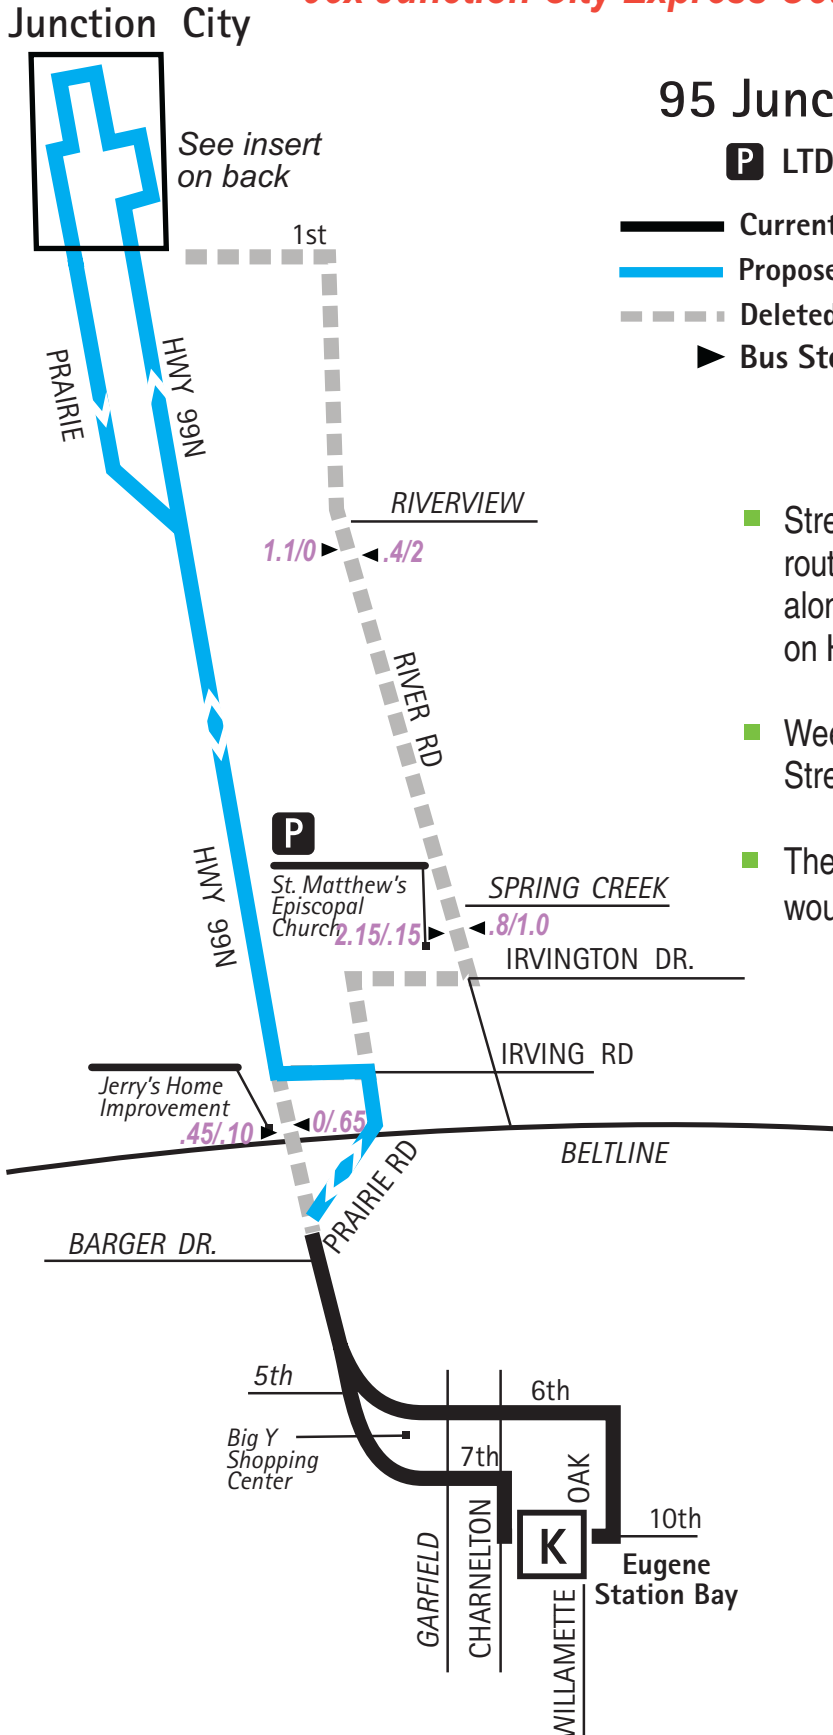 Junction City
95 Junc
P LTD
See insert
on back
Current
Propose
Deleted
Bus Sto
1st
PRAIRIE
HWY 99N
RIVERVIEW
1.1/0
.4/2
Stre
rout
alon
on H
RIVER RD
Wee
Stre
P
The
wou
HWY 99N
St. Matthew's
Episcopal
Church
2.15/.15
SPRING CREEK
.8/1.0
IRVINGTON DR.
IRVING RD
Jerry's Home
Improvement
.45/.10
0/.65
BELTLINE
PRAIRIE RD
BARGER DR.
5th
6th
Big Y
Shopping
Center
7th
OAK
GARFIELD
CHARNELTON
K
10th
Eugene
Station Bay
WILLAMETTE